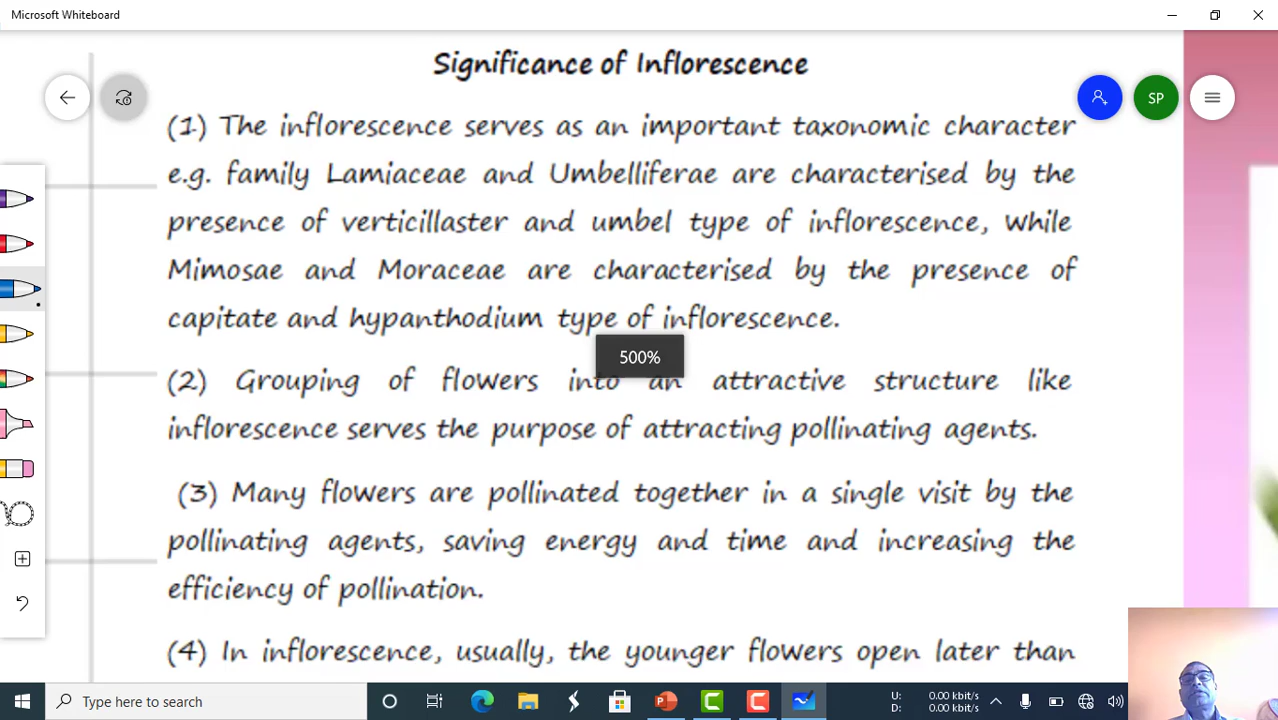 Microsoft Whiteboard
Significance of Inflorescence
SP
(1) The inflorescence serves as an important taxonomic character
e.g. family Lamiaceae and Umbelliferae are characterised by the
presence of verticillaster and umbel type of inflorescence, while
Mimosae and Moraceae are characterised by the presence of
capitate and hypanthodium type of inflorescence.
500%
(2) Grouping of flowers into an attractive structure like
inflorescence serves the purpose of attracting pollinating agents.
(3) Many flowers are pollinated together in a single visit by the
pollinating agents, saving energy and time and increasing the
efficiency of pollination.
(4) In inflorescence, usually, the younger flowers open later than
Type here to search
U: 0.00 kbit/s
D: 0.00 kbit/s